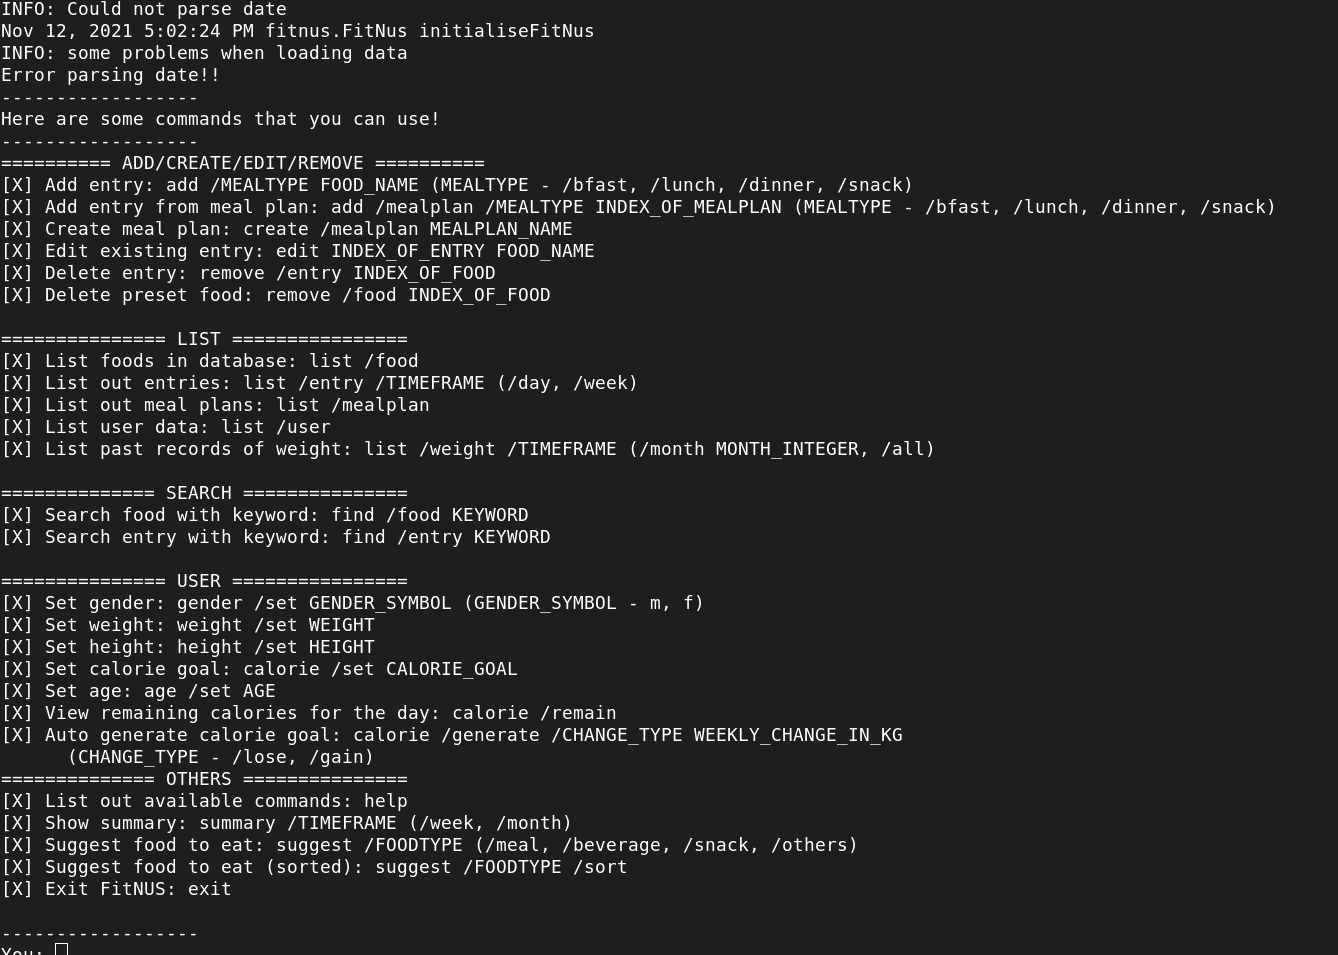 INFO: Could not parse date
Nov 12, 2021 5:02:24 PM fitnus.FitNus initialiseFitNus
INFO: some problems when loading data
Error parsing date!!
------------------
Here are some commands that you can use!
------------------
========== ADD/CREATE/EDIT/REMOVE ==========
[X] Add entry: add /MEALTYPE FOOD_NAME (MEALTYPE - /bfast, /lunch, /dinner, /snack)
[X] Add entry from meal plan: add /mealplan /MEALTYPE INDEX_OF_MEALPLAN (MEALTYPE - /bfast, /lunch, /dinner, /snack)
[X] Create meal plan: create /mealplan MEALPLAN_NAME
[X] Edit existing entry: edit INDEX_OF_ENTRY FOOD_NAME
[X] Delete entry: remove /entry INDEX_OF_FOOD
[X] Delete preset food: remove /food INDEX_OF_FOOD
=============== LIST ================
[X] List foods in database: list /food
[X] List out entries: list /entry /TIMEFRAME (/day, /week)
[X] List out meal plans: list /mealplan
[X] List user data: list /user
[X] List past records of weight: list /weight /TIMEFRAME (/month MONTH_INTEGER, /all)
============== SEARCH ===============
[X] Search food with keyword: find /food KEYWORD
[X] Search entry with keyword: find /entry KEYWORD
=============== USER ================
[X] Set gender: gender /set GENDER_SYMBOL (GENDER_SYMBOL - m, f)
[X] Set weight: weight /set WEIGHT
[X] Set height: height /set HEIGHT
[X] Set calorie goal: calorie /set CALORIE_GOAL
[X] Set age: age /set AGE
[X] View remaining calories for the day: calorie /remain
[X] Auto generate calorie goal: calorie /generate /CHANGE_TYPE WEEKLY_CHANGE_IN_KG
(CHANGE_TYPE - /lose, /gain)
============== OTHERS ===============
[X] List out available commands: help
[X] Show summary: summary /TIMEFRAME (/week, /month)
[X] Suggest food to eat: suggest /FOODTYPE (/meal, /beverage, /snack, /others)
[X] Suggest food to eat (sorted): suggest /FOODTYPE /sort
[X] Exit FitNUS: exit
------------------
You: